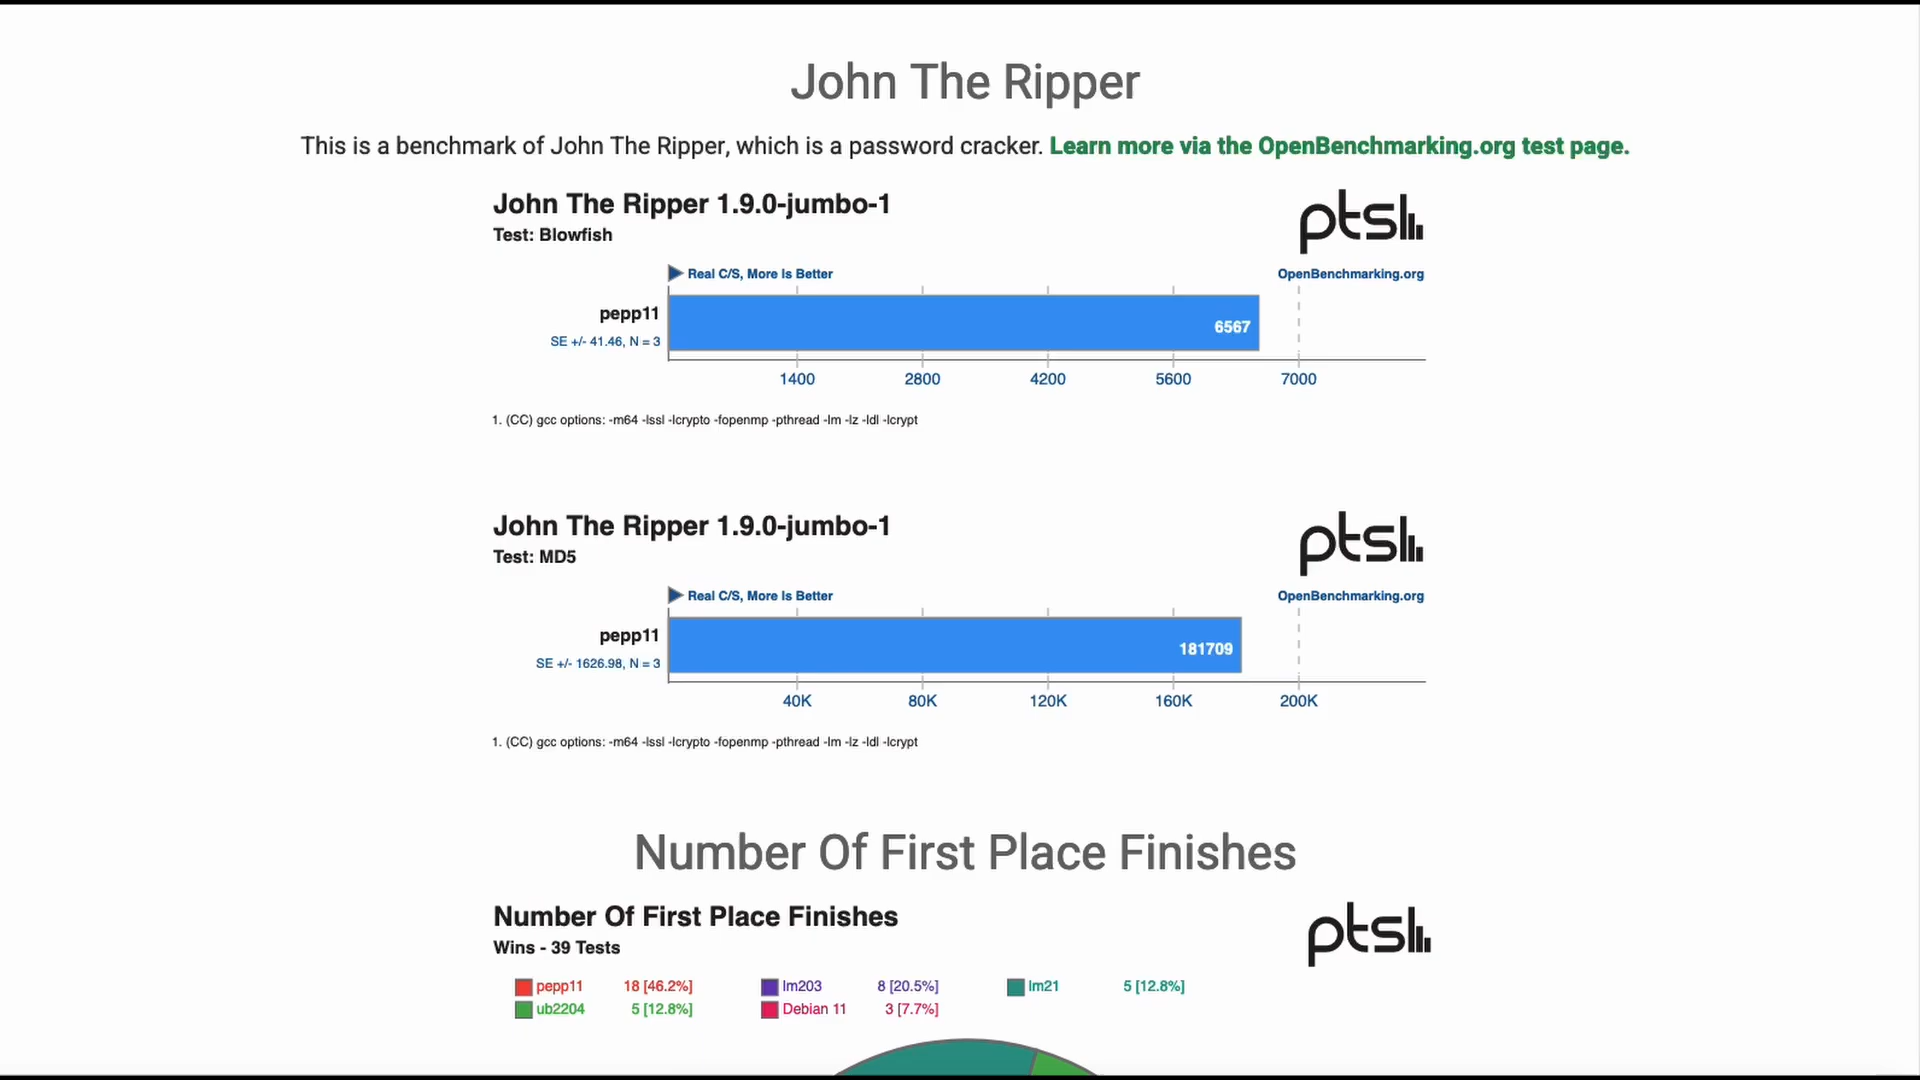 John The Ripper
This is a benchmark of John The Ripper, which is a password cracker. Learn more via the OpenBenchmarking.org test page.
John The Ripper 1.9.0-jumbo-1
Test: Blowfish
pts
Real C/S, More Is Better
OpenBenchmarking.org
pepp11
6567
SE +/- 41.46, N = 3
1400 2800 4200 5600 7000
1. (CC) gcc options: -m64 -lssl -lcrypto -fopenmp -pthread -lm -lz -ldl -lcrypt
John The Ripper 1.9.0-jumbo-1
Test: MD5
pts
Real C/S, More Is Better
OpenBenchmarking.org
pepp11
181709
SE +/- 1626.98, N = 3
40K 80K 120K 160K 200K
1. (CC) gcc options: -m64 -lssl -lcrypto -fopenmp -pthread -lm -lz -ldl -lcrypt
Number Of First Place Finishes
Number Of First Place Finishes
Wins - 39 Tests
pts
pepp11 18 [46.2%] lm203 8 [20.5%] lm21 5 [12.8%]
ub2204 5 [12.8%] Debian 11 3 [7.7%]